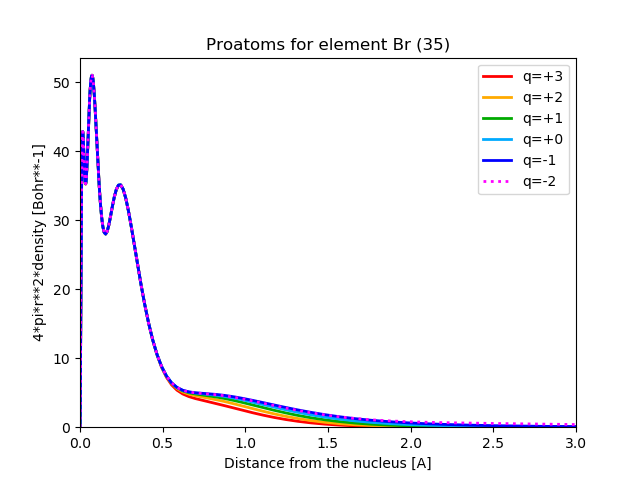 Proatoms for element Br (35)
4*pi*r**2*density [Bohr**-1]
50
40
30
20
10
0
0.0
0.5
1.0
1.5
2.0
2.5
3.0
Distance from the nucleus [A]
q=+3
q=+2
q=+1
q=+0
q=-1
q=-2